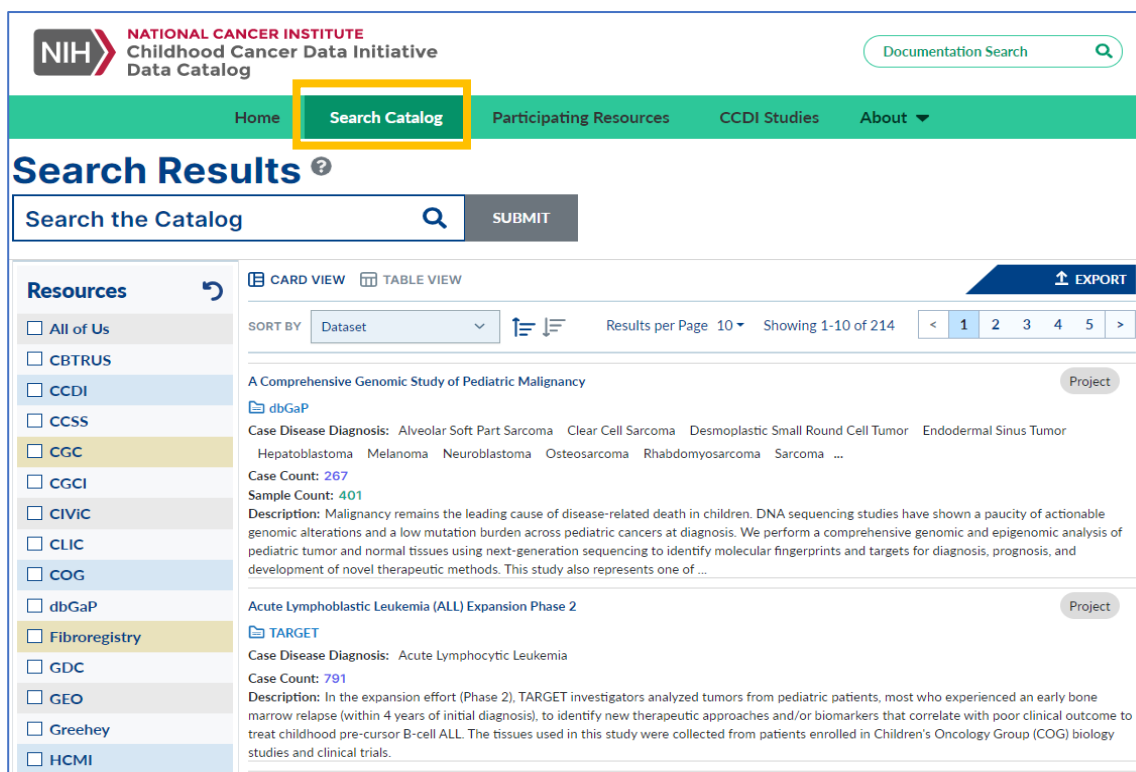 NIH
NATIONAL CANCER INSTITUTE
Childhood Cancer Data Initiative
Data Catalog
Documentation Search
Home
Search Catalog
Participating Resources
CCDI Studies
About
Search Results ?
Search the Catalog
SUBMIT
Resources
All of Us
CBTRUS
CCDI
CCSS
CGC
CGCI
CIViC
CLIC
COG
dbGaP
Fibroregistry
GDC
GEO
Greehey
HCMI
CARD VIEW
TABLE VIEW
EXPORT
SORT BY
Dataset
Results per Page 10
Showing 1-10 of 214
< 1 2 3 4 5 >
A Comprehensive Genomic Study of Pediatric Malignancy
Project
dbGaP
Case Disease Diagnosis: Alveolar Soft Part Sarcoma Clear Cell Sarcoma Desmoplastic Small Round Cell Tumor Endodermal Sinus Tumor
Hepatoblastoma Melanoma Neuroblastoma Osteosarcoma Rhabdomyosarcoma Sarcoma ...
Case Count: 267
Sample Count: 401
Description: Malignancy remains the leading cause of disease-related death in children. DNA sequencing studies have shown a paucity of actionable
genomic alterations and a low mutation burden across pediatric cancers at diagnosis. We perform a comprehensive genomic and epigenomic analysis of
pediatric tumor and normal tissues using next-generation sequencing to identify molecular fingerprints and targets for diagnosis, prognosis, and
development of novel therapeutic methods. This study also represents one of ...
Acute Lymphoblastic Leukemia (ALL) Expansion Phase 2
Project
TARGET
Case Disease Diagnosis: Acute Lymphocytic Leukemia
Case Count: 791
Description: In the expansion effort (Phase 2), TARGET investigators analyzed tumors from pediatric patients, most who experienced an early bone
marrow relapse (within 4 years of initial diagnosis), to identify new therapeutic approaches and/or biomarkers that correlate with poor clinical outcome to
treat childhood pre-cursor B-cell ALL. The tissues used in this study were collected from patients enrolled in Children's Oncology Group (COG) biology
studies and clinical trials.